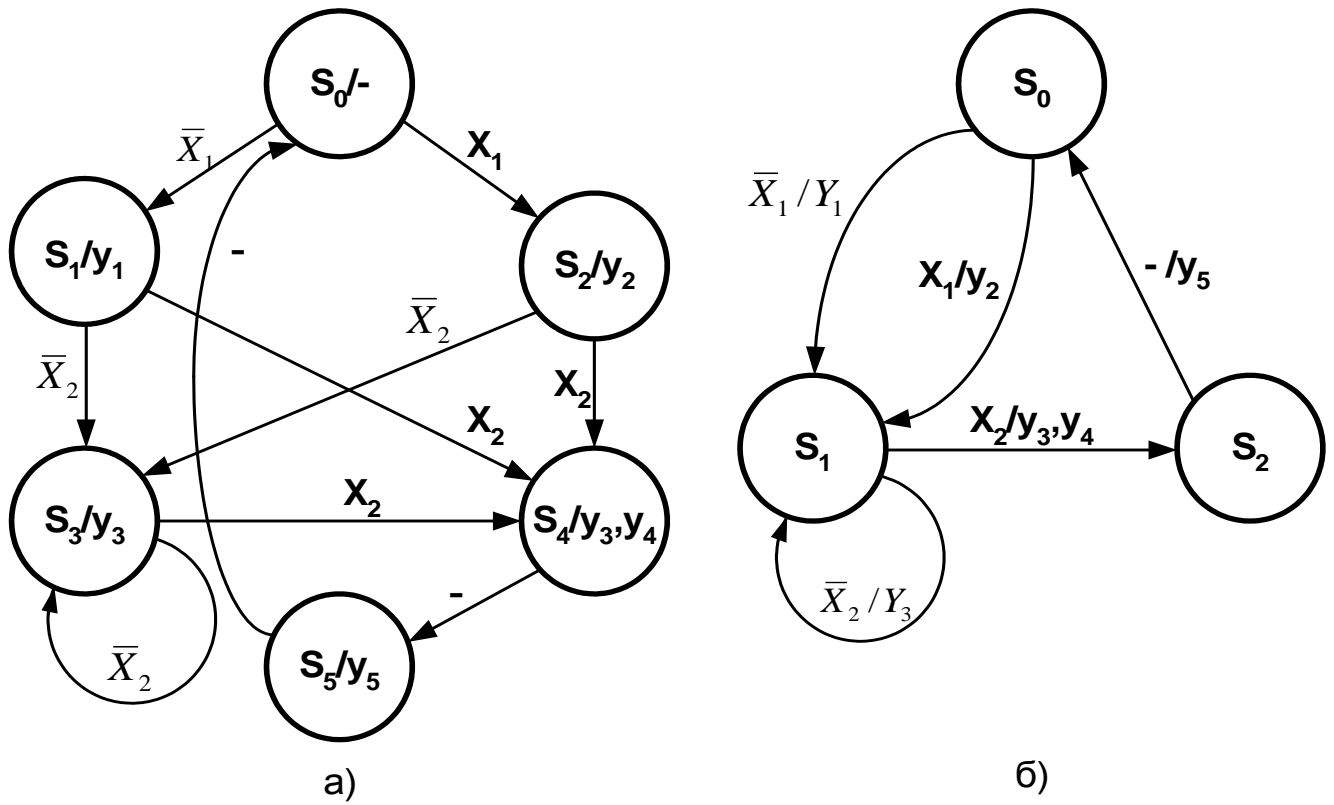 S₀/-
X̅₁
X₁
S₁/y₁
-
S₂/y₂
X̅₂
X̅₂
X₂
X₂
S₃/y₃
X₂
S₄/y₃,y₄
-
X̅₂
S₅/y₅
а)
S₀
X̅₁/Y₁
X₁/y₂
- /y₅
S₁
X₂/y₃,y₄
S₂
X̅₂/Y₃
б)